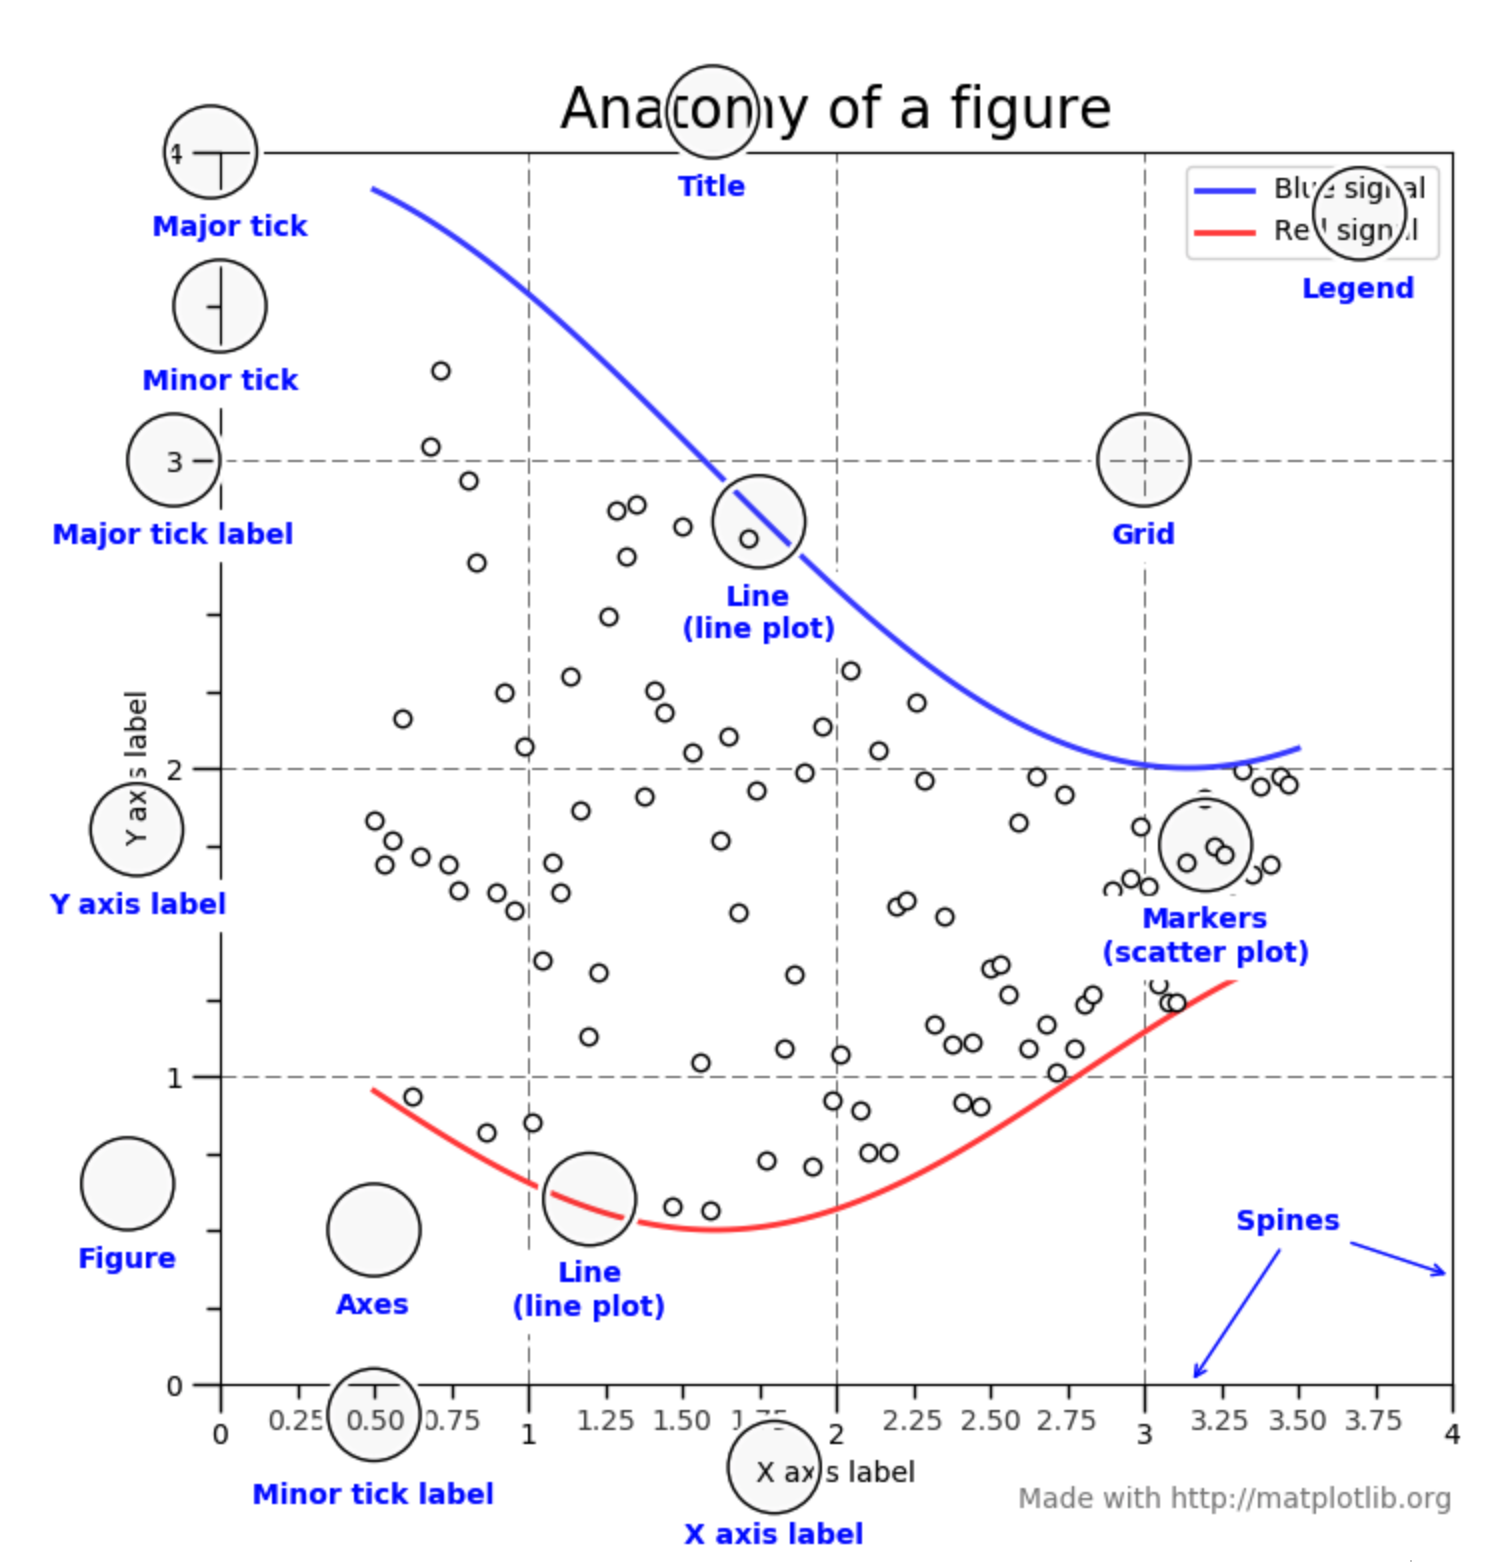 Anatomy of a figure
Title
4
Major tick
Blue signal
Red signal
Legend
Minor tick
3
Major tick label
Grid
Line
(line plot)
Y axis label
2
Y axis label
Markers
(scatter plot)
1
Figure
Axes
Line
(line plot)
Spines
0
0.25 0.50 0.75 1.25 1.50 1.75 2.25 2.50 2.75 3.25 3.50 3.75
0 1 2 3 4
X axis label
Minor tick label
X axis label
Made with http://matplotlib.org